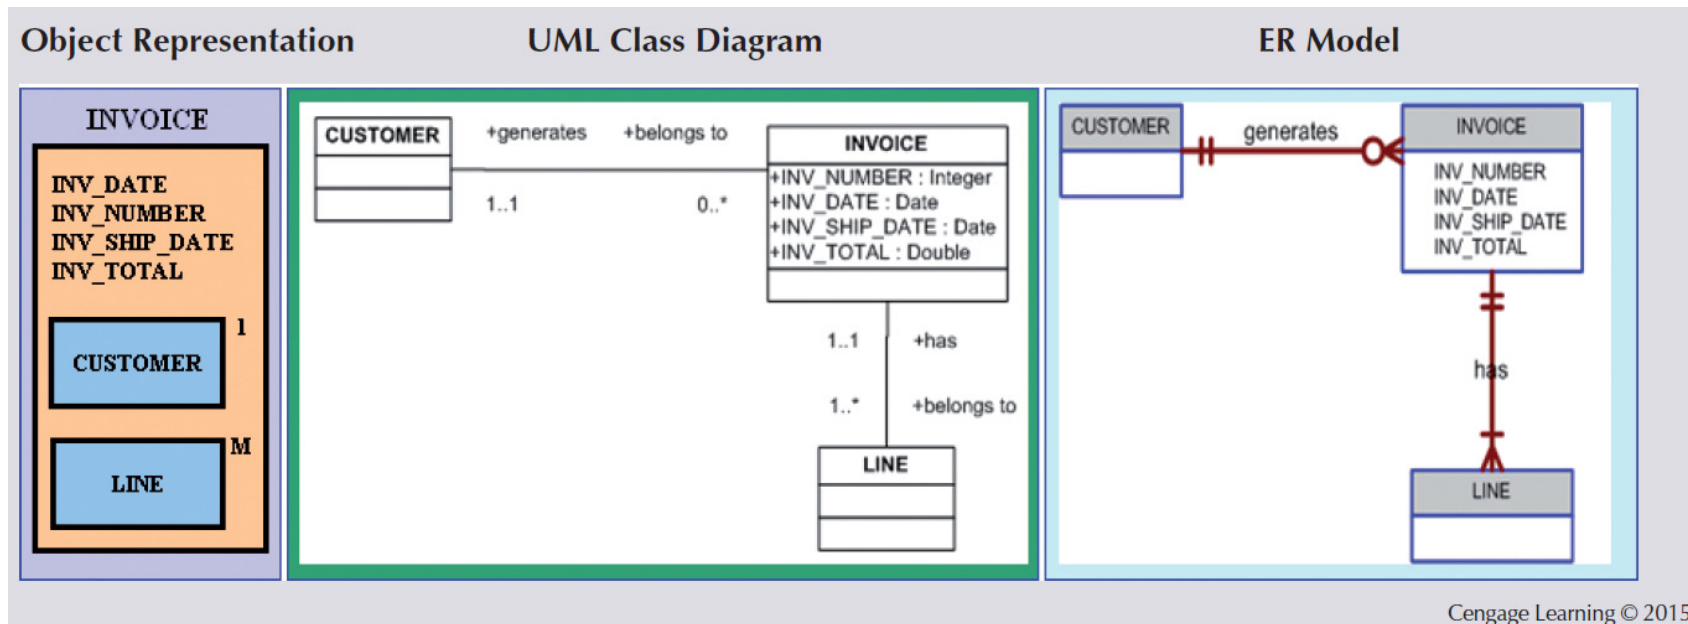 Object Representation
UML Class Diagram
ER Model
INVOICE
INV_DATE
INV_NUMBER
INV_SHIP_DATE
INV_TOTAL
1
CUSTOMER
M
LINE
CUSTOMER
+generates
+belongs to
1..1
0..*
INVOICE
+INV_NUMBER : Integer
+INV_DATE : Date
+INV_SHIP_DATE : Date
+INV_TOTAL : Double
1..1
+has
1..*
+belongs to
LINE
CUSTOMER
generates
INVOICE
INV_NUMBER
INV_DATE
INV_SHIP_DATE
INV_TOTAL
has
LINE
Cengage Learning © 2015